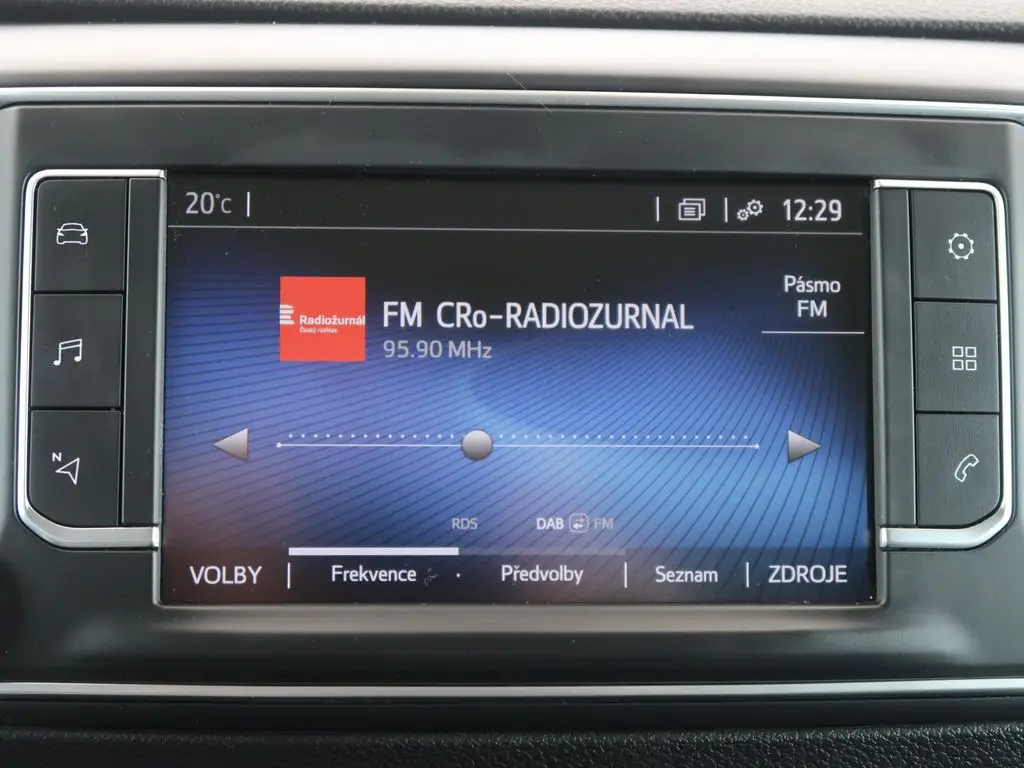 20°C
12:29
Pásmo
FM
Radiožurnál
Český rozhlas
FM CRo-RADIOZURNAL
95.90 MHz
N
RDS
DAB FM
VOLBY Frekvence Předvolby Seznam ZDROJE